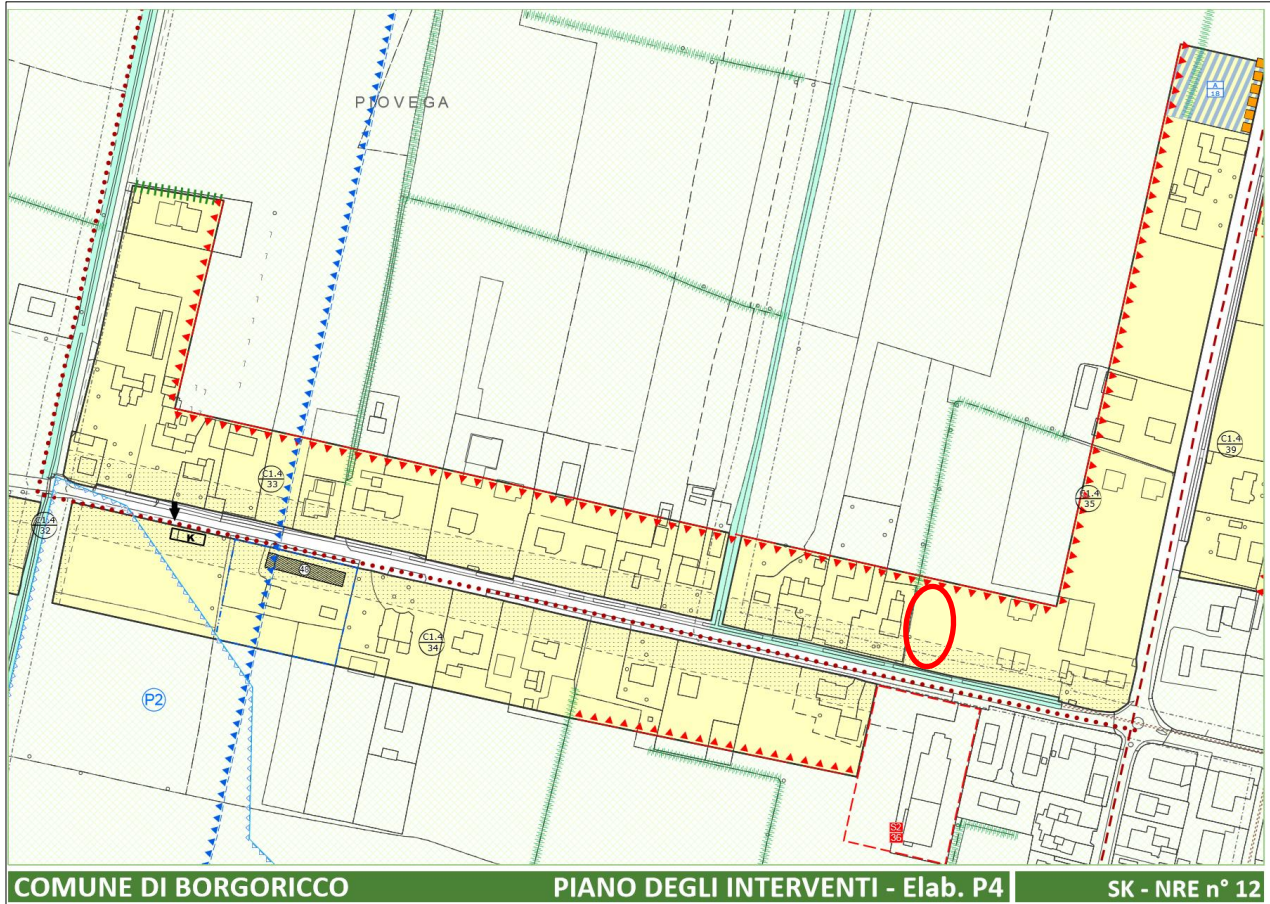 PIOVEGA
A
18
C1.4
39
C1.4
33
C1.4
35
C1.4
32
K
45
C1.4
34
P2
S2
36
COMUNE DI BORGORICCO
PIANO DEGLI INTERVENTI - Elab. P4
SK - NRE n° 12